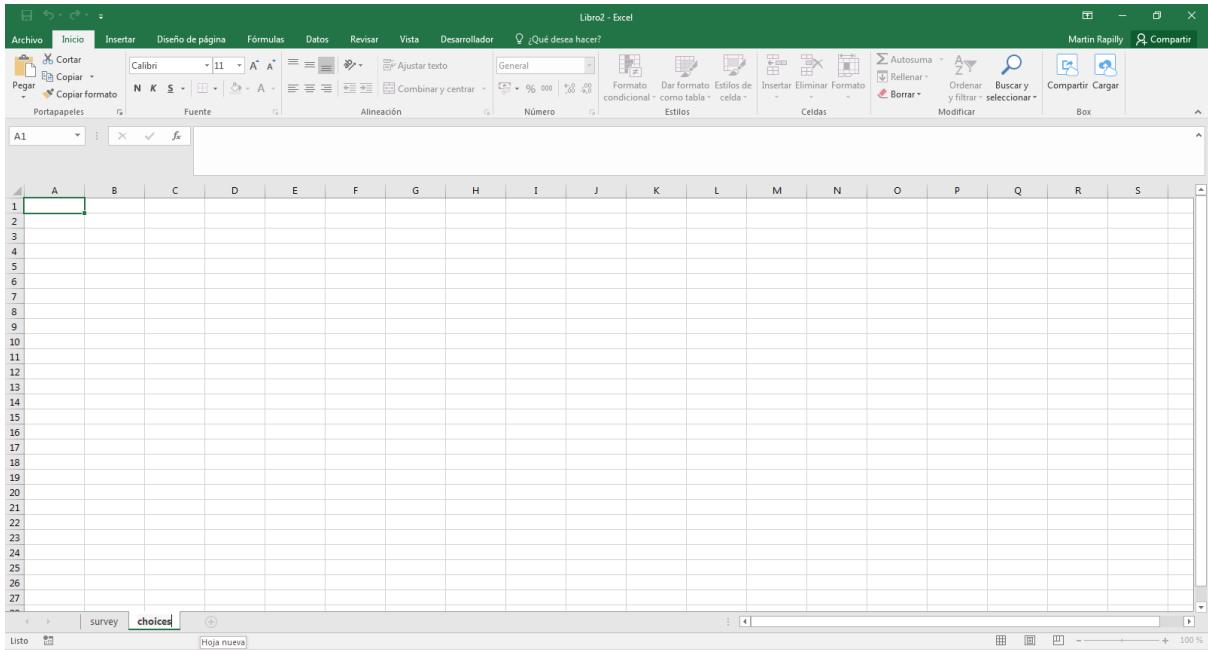 Libro2 - Excel
Archivo Inicio Insertar Diseño de página Fórmulas Datos Revisar Vista Desarrollador ¿Qué desea hacer? Martin Rapilly Compartir
Pegar
Cortar
Copiar
Copiar formato
Portapapeles
Calibri 11
N K S
Fuente
Ajustar texto
Combinar y centrar
Alineación
General
% 000
Número
Formato condicional
Dar formato como tabla
Estilos de celda
Estilos
Insertar Eliminar Formato
Celdas
Autosuma
Rellenar
Borrar
Ordenar y filtrar
Buscar y seleccionar
Modificar
Compartir Cargar
Box
A1 fx
A B C D E F G H I J K L M N O P Q R S
1
2
3
4
5
6
7
8
9
10
11
12
13
14
15
16
17
18
19
20
21
22
23
24
25
26
27
survey choices
Listo Hoja nueva 100 %